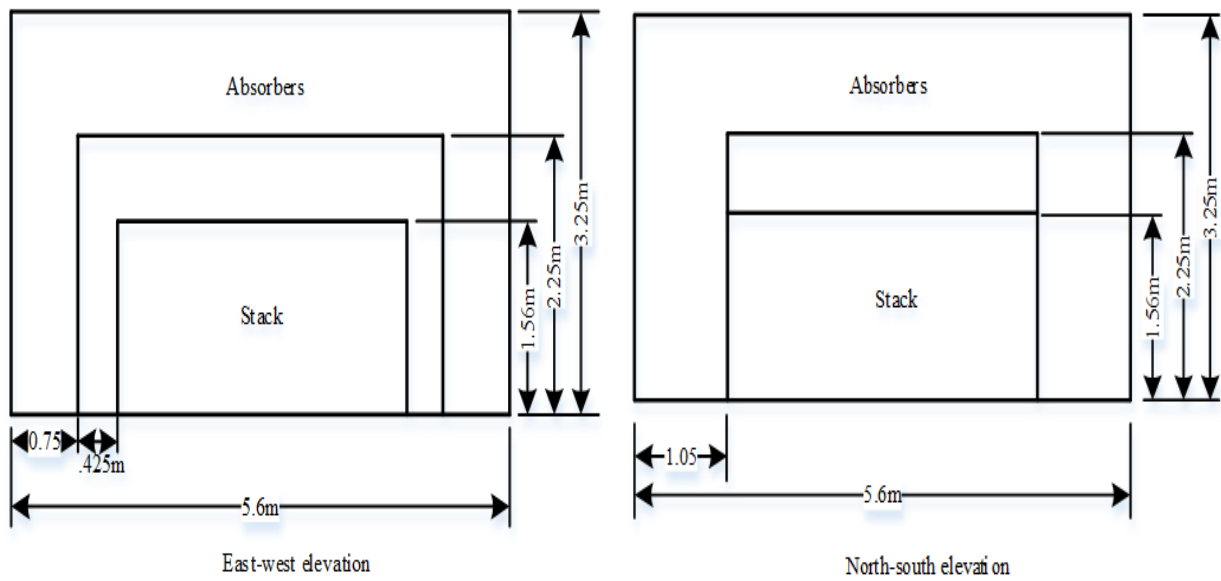 Absorbers
Stack
1.56m
2.25m
3.25m
0.75
.425m
5.6m
East-west elevation
Absorbers
Stack
1.56m
2.25m
3.25m
1.05
5.6m
North-south elevation